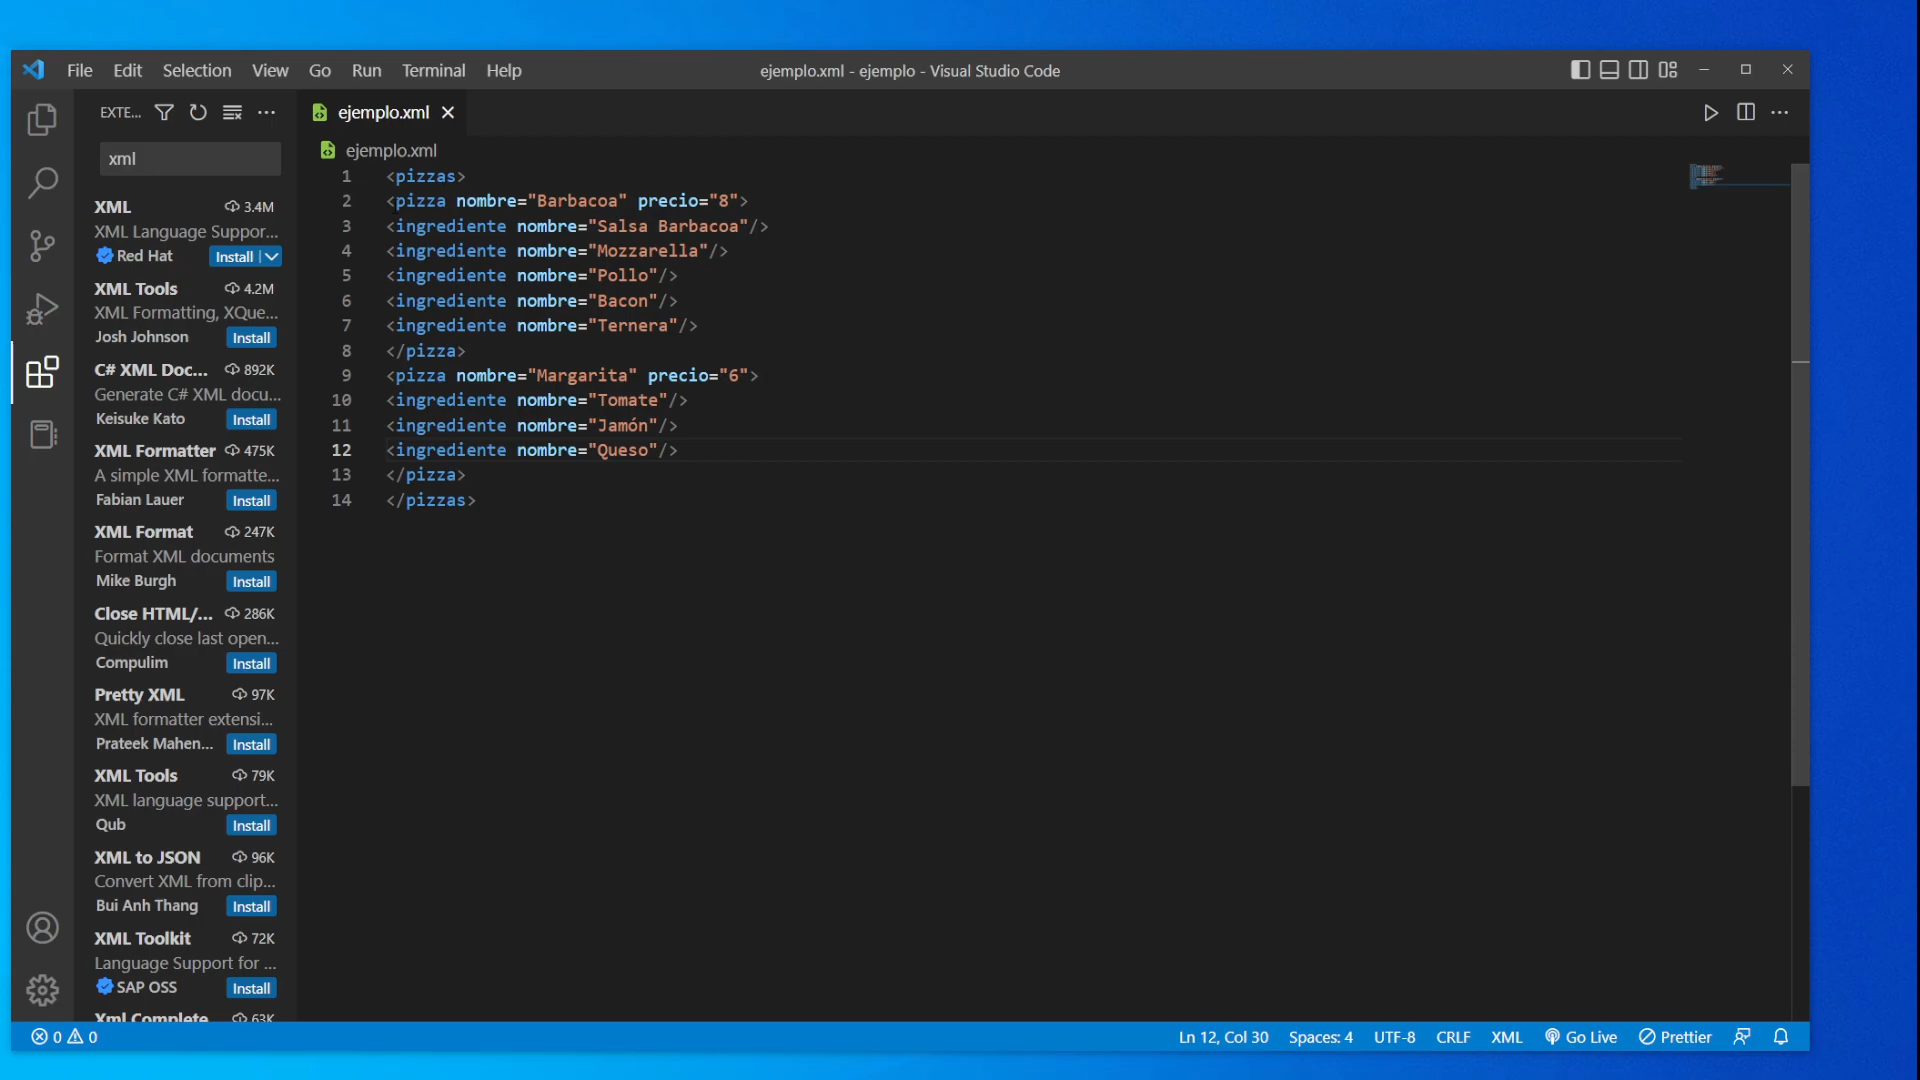 File Edit Selection View Go Run Terminal Help
ejemplo.xml - ejemplo - Visual Studio Code
EXTE...
xml
XML 3.4M
XML Language Suppor...
Red Hat Install
XML Tools 4.2M
XML Formatting, XQue...
Josh Johnson Install
C# XML Doc... 892K
Generate C# XML docu...
Keisuke Kato Install
XML Formatter 475K
A simple XML formatte...
Fabian Lauer Install
XML Format 247K
Format XML documents
Mike Burgh Install
Close HTML/... 286K
Quickly close last open...
Compulim Install
Pretty XML 97K
XML formatter extensi...
Prateek Mahen... Install
XML Tools 79K
XML language support...
Qub Install
XML to JSON 96K
Convert XML from clip...
Bui Anh Thang Install
XML Toolkit 72K
Language Support for ...
SAP OSS Install
Xml Complete 63K
ejemplo.xml
ejemplo.xml
1 <pizzas>
2 <pizza nombre="Barbacoa" precio="8">
3 <ingrediente nombre="Salsa Barbacoa"/>
4 <ingrediente nombre="Mozzarella"/>
5 <ingrediente nombre="Pollo"/>
6 <ingrediente nombre="Bacon"/>
7 <ingrediente nombre="Ternera"/>
8 </pizza>
9 <pizza nombre="Margarita" precio="6">
10 <ingrediente nombre="Tomate"/>
11 <ingrediente nombre="Jamón"/>
12 <ingrediente nombre="Queso"/>
13 </pizza>
14 </pizzas>
0 0
Ln 12, Col 30 Spaces: 4 UTF-8 CRLF XML Go Live Prettier